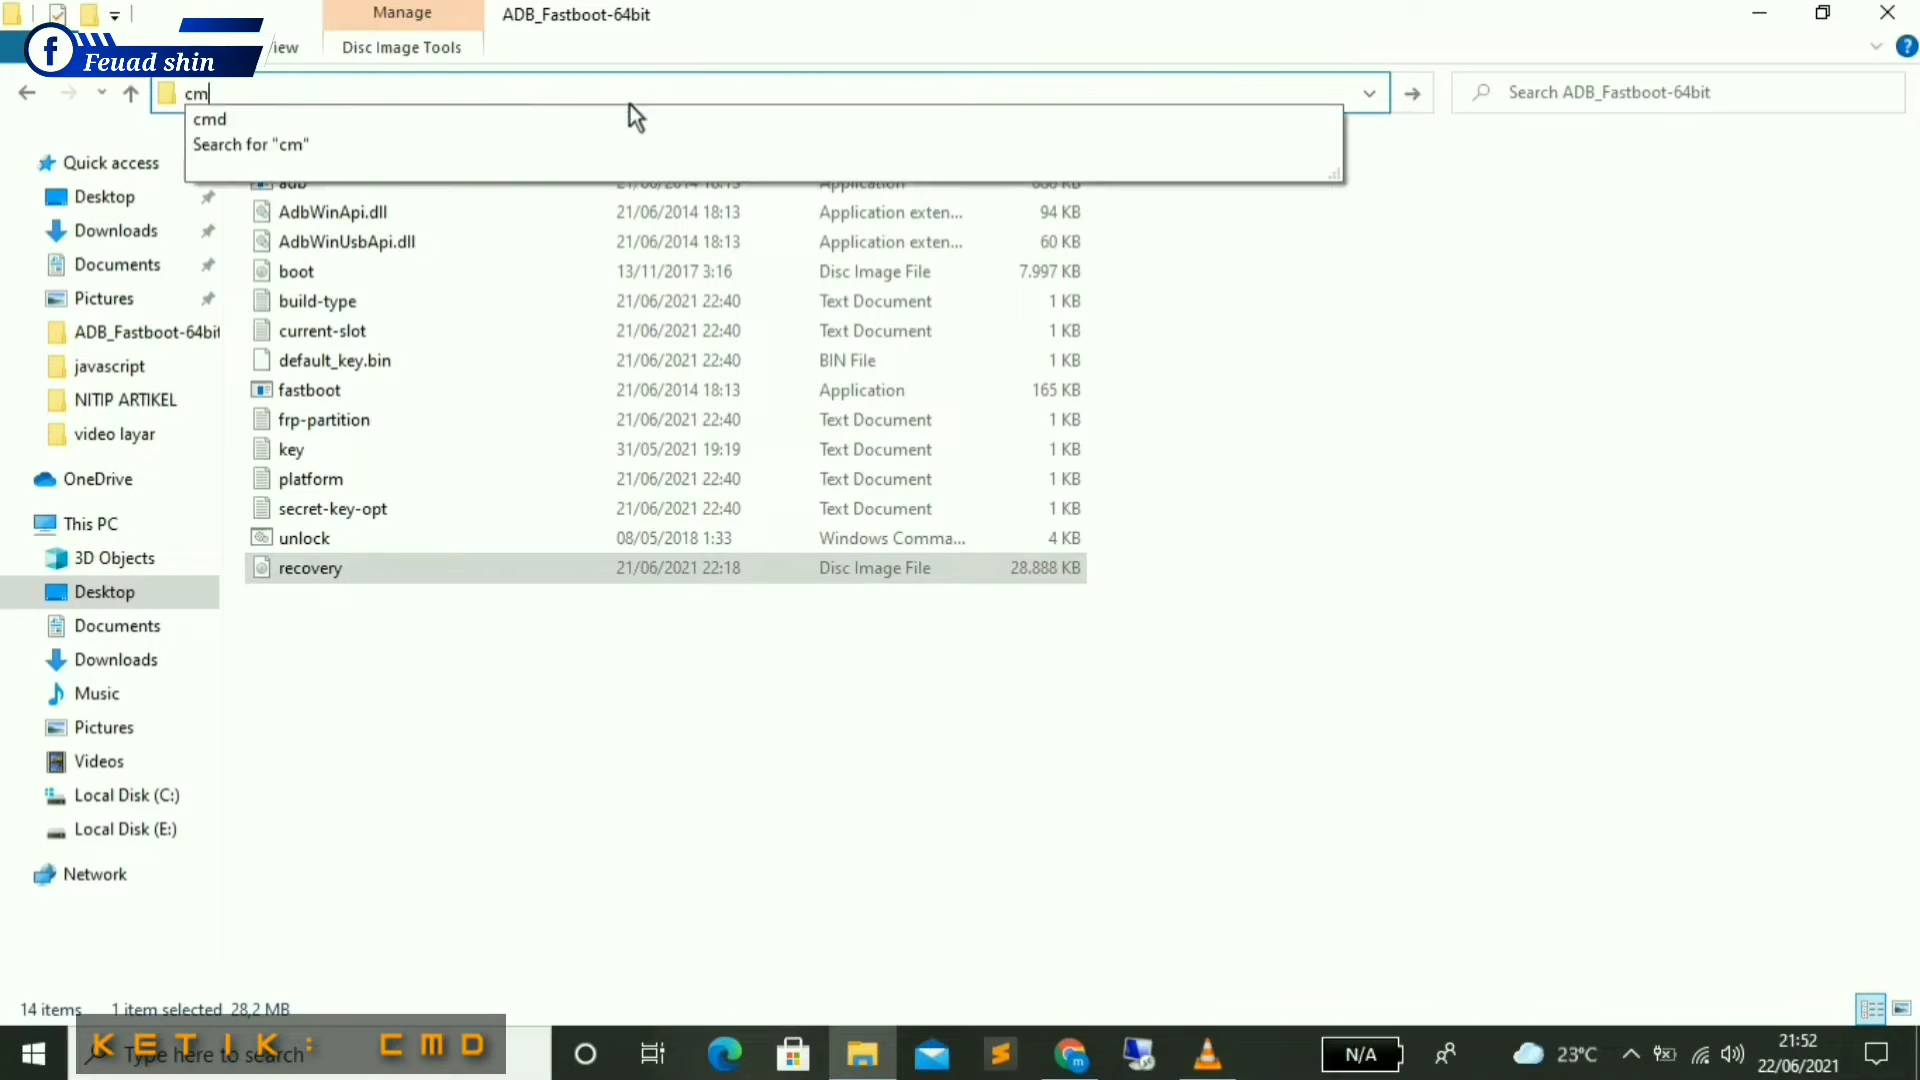 Manage
ADB_Fastboot-64bit
Feuad shin
iew
Disc Image Tools
cm
Search ADB_Fastboot-64bit
cmd
Search for "cm"
Quick access
adb 21/06/2014 18:13 Application KB
Desktop
AdbWinApi.dll 21/06/2014 18:13 Application exten... 94 KB
Downloads
AdbWinUsbApi.dll 21/06/2014 18:13 Application exten... 60 KB
Documents
boot 13/11/2017 3:16 Disc Image File 7.997 KB
Pictures
build-type 21/06/2021 22:40 Text Document 1 KB
ADB_Fastboot-64bit
current-slot 21/06/2021 22:40 Text Document 1 KB
javascript
default_key.bin 21/06/2021 22:40 BIN File 1 KB
NITIP ARTIKEL
fastboot 21/06/2014 18:13 Application 165 KB
video layar
frp-partition 21/06/2021 22:40 Text Document 1 KB
key 31/05/2021 19:19 Text Document 1 KB
OneDrive
platform 21/06/2021 22:40 Text Document 1 KB
This PC
secret-key-opt 21/06/2021 22:40 Text Document 1 KB
3D Objects
unlock 08/05/2018 1:33 Windows Comma... 4 KB
Desktop
recovery 21/06/2021 22:18 Disc Image File 28.888 KB
Documents
Downloads
Music
Pictures
Videos
Local Disk (C:)
Local Disk (E:)
Network
14 items 1 item selected 28,2 MB
KETIK: CMD
Type here to search
N/A
23°C
21:52
22/06/2021